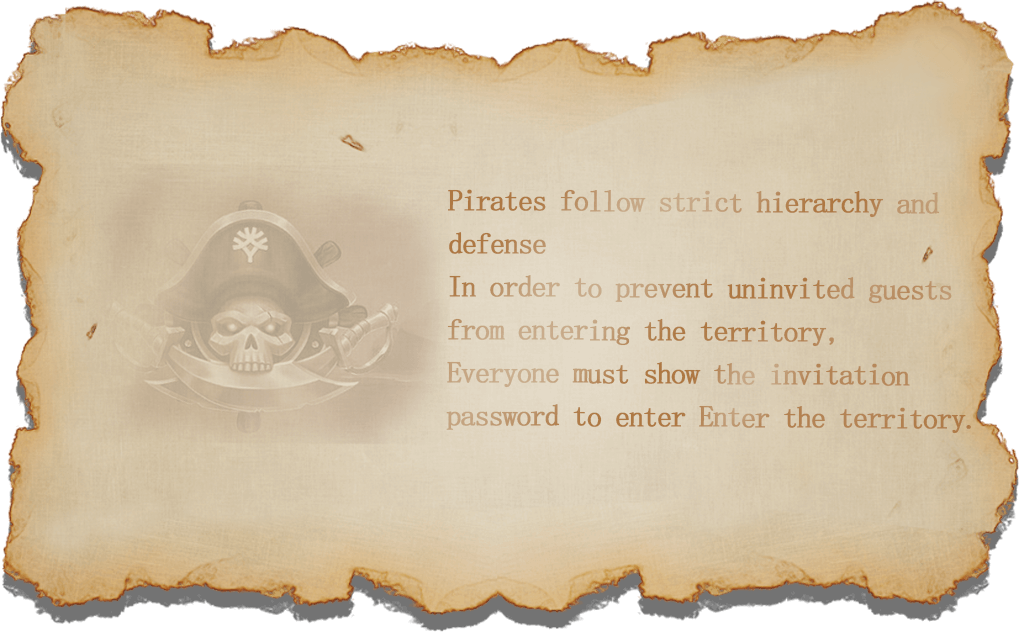 Pirates follow strict hierarchy and
defense
In order to prevent uninvited guests
from entering the territory,
Everyone must show the invitation
password to enter Enter the territory.